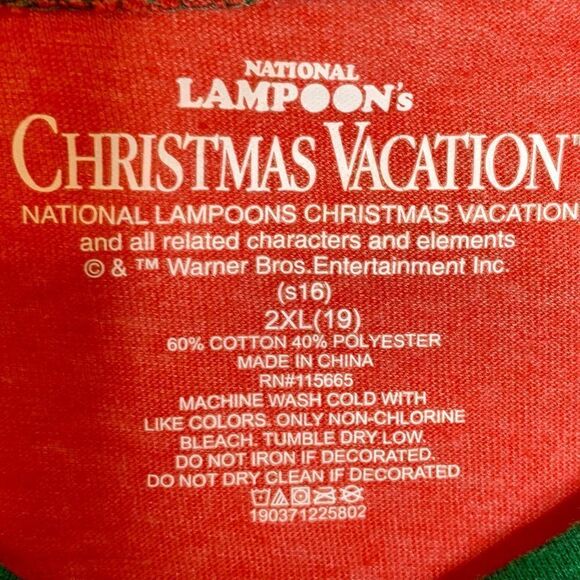 NATIONAL
LAMPOON's
CHRISTMAS VACATION™
NATIONAL LAMPOONS CHRISTMAS VACATION
and all related characters and elements
© & ™ Warner Bros.Entertainment Inc.
(s16)
2XL(19)
60% COTTON 40% POLYESTER
MADE IN CHINA
RN#115665
MACHINE WASH COLD WITH
LIKE COLORS. ONLY NON-CHLORINE
BLEACH. TUMBLE DRY LOW.
DO NOT IRON IF DECORATED.
DO NOT DRY CLEAN IF DECORATED
190371225802